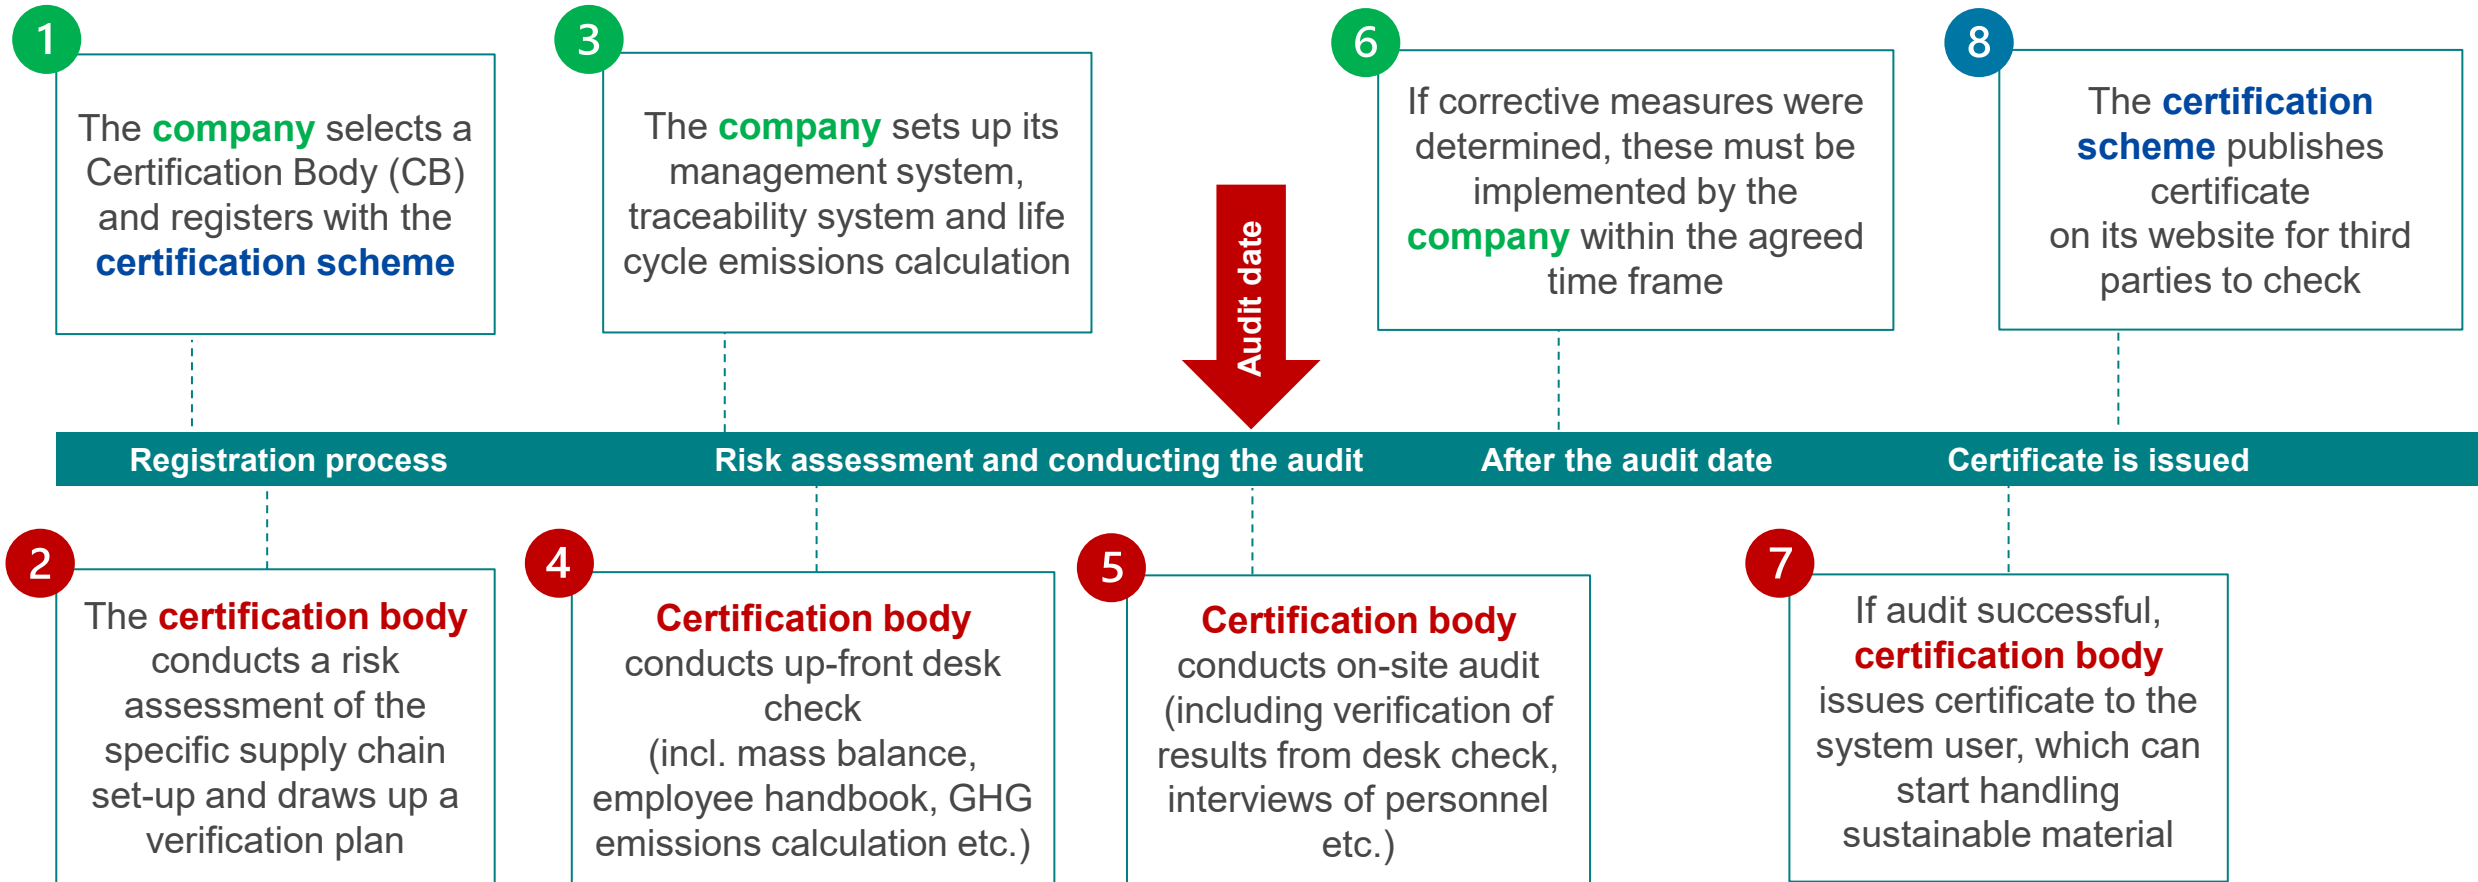 1
The company selects a
Certification Body (CB)
and registers with the
certification scheme
3
The company sets up its
management system,
traceability system and life
cycle emissions calculation
Audit date
6
If corrective measures were
determined, these must be
implemented by the
company within the agreed
time frame
8
The certification
scheme publishes
certificate
on its website for third
parties to check
Registration process
Risk assessment and conducting the audit
After the audit date
Certificate is issued
2
The certification body
conducts a risk
assessment of the
specific supply chain
set-up and draws up a
verification plan
4
Certification body
conducts up-front desk
check
(incl. mass balance,
employee handbook, GHG
emissions calculation etc.)
5
Certification body
conducts on-site audit
(including verification of
results from desk check,
interviews of personnel
etc.)
7
If audit successful,
certification body
issues certificate to the
system user, which can
start handling
sustainable material